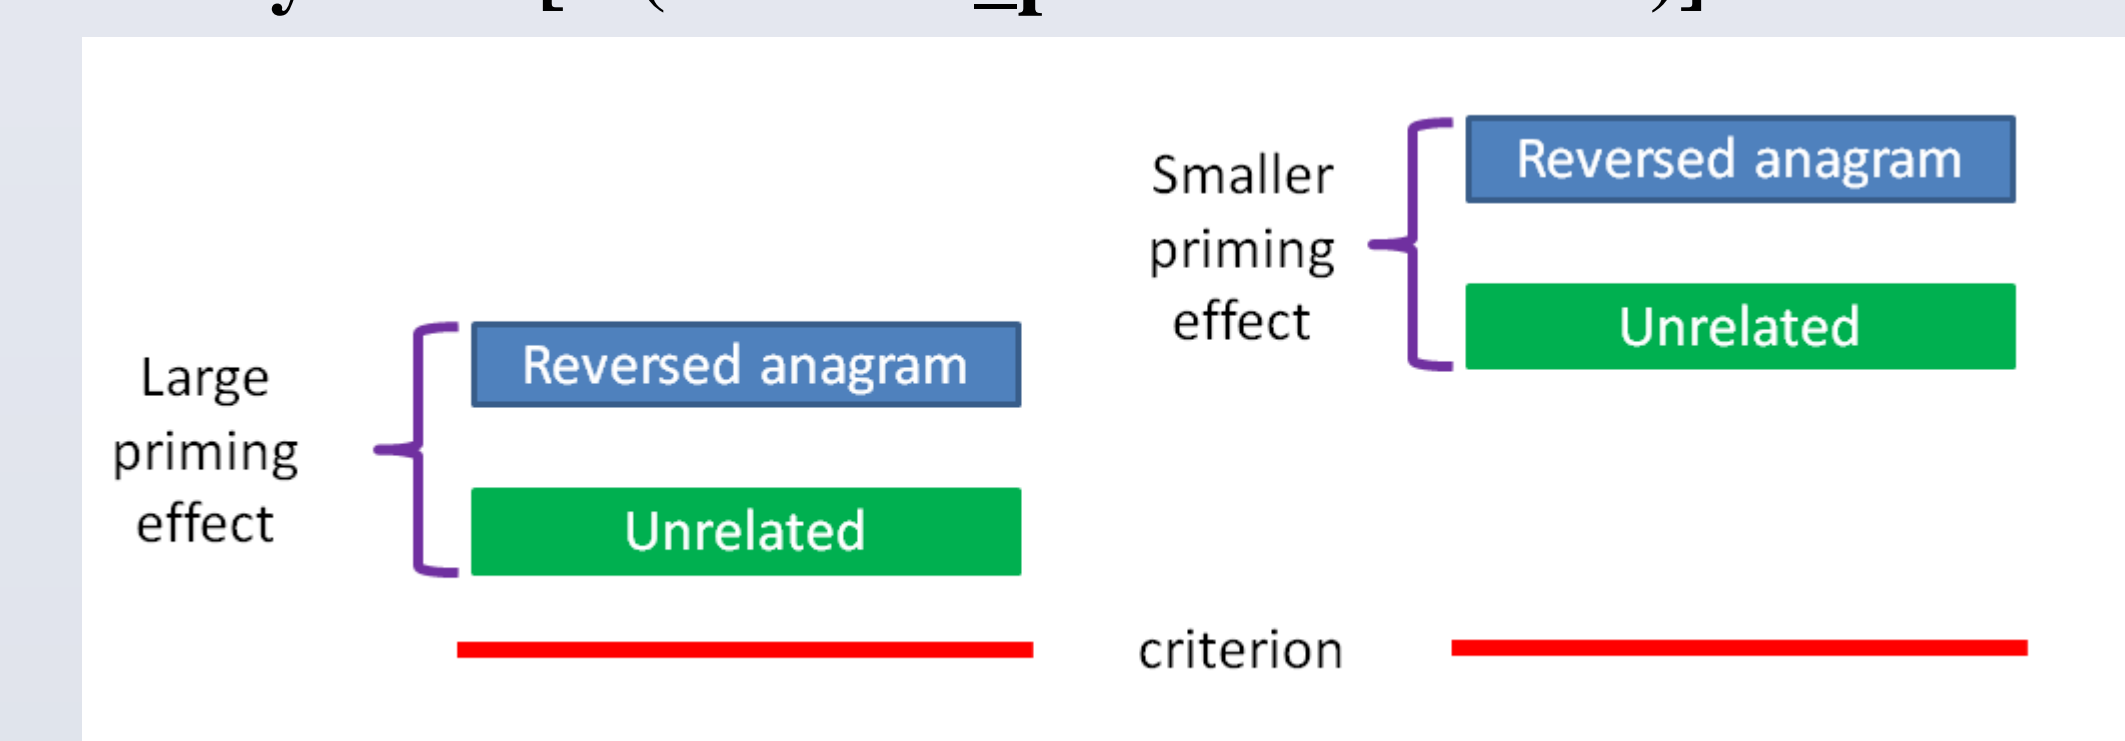 Large
priming
effect
Reversed anagram
Unrelated
Smaller
priming
effect
Reversed anagram
Unrelated
criterion